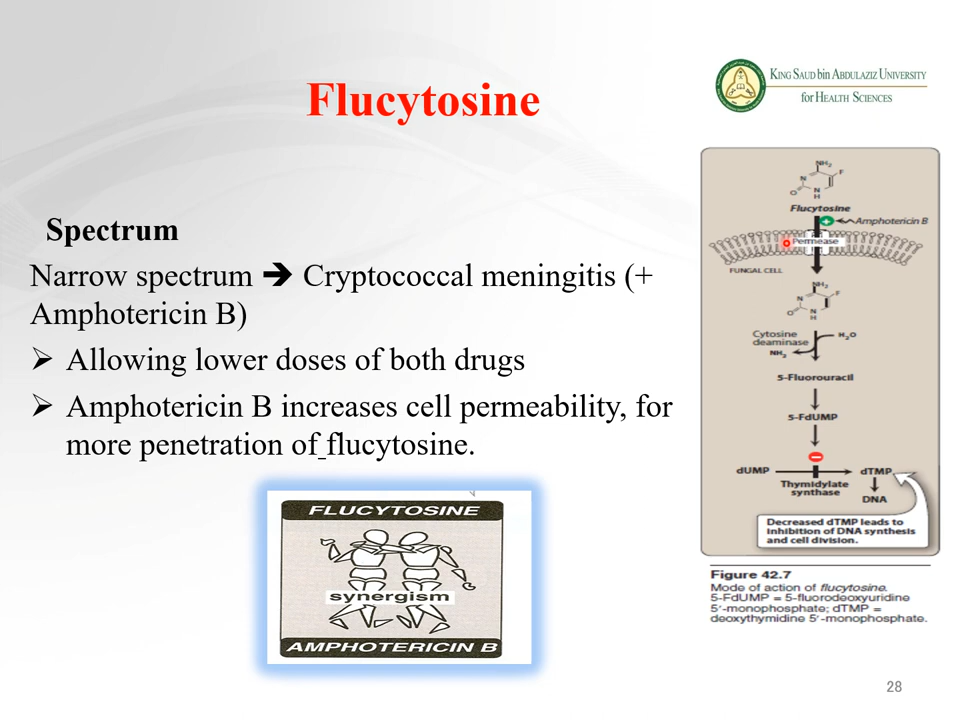 Flucytosine
KING SAUD bin ABDULAZIZ UNIVERSITY
for HEALTH SCIENCES
Spectrum
Narrow spectrum ➔ Cryptococcal meningitis (+
Amphotericin B)
➢ Allowing lower doses of both drugs
➢ Amphotericin B increases cell permeability, for
more penetration of flucytosine.
FLUCYTOSINE
synergism
AMPHOTERICIN B
NH₂
N
F
O
N
H
Flucytosine
+
Amphotericin B
Permease
FUNGAL CELL
NH₂
N
F
O
N
H
Cytosine
deaminase
H₂O
NH₃
5-Fluorouracil
5-FdUMP
dUMP
dTMP
Thymidylate
synthase
DNA
Decreased dTMP leads to
inhibition of DNA synthesis
and cell division.
Figure 42.7
Mode of action of flucytosine.
5-FdUMP = 5-fluorodeoxyuridine
5′-monophosphate; dTMP =
deoxythymidine 5′-monophosphate.
28